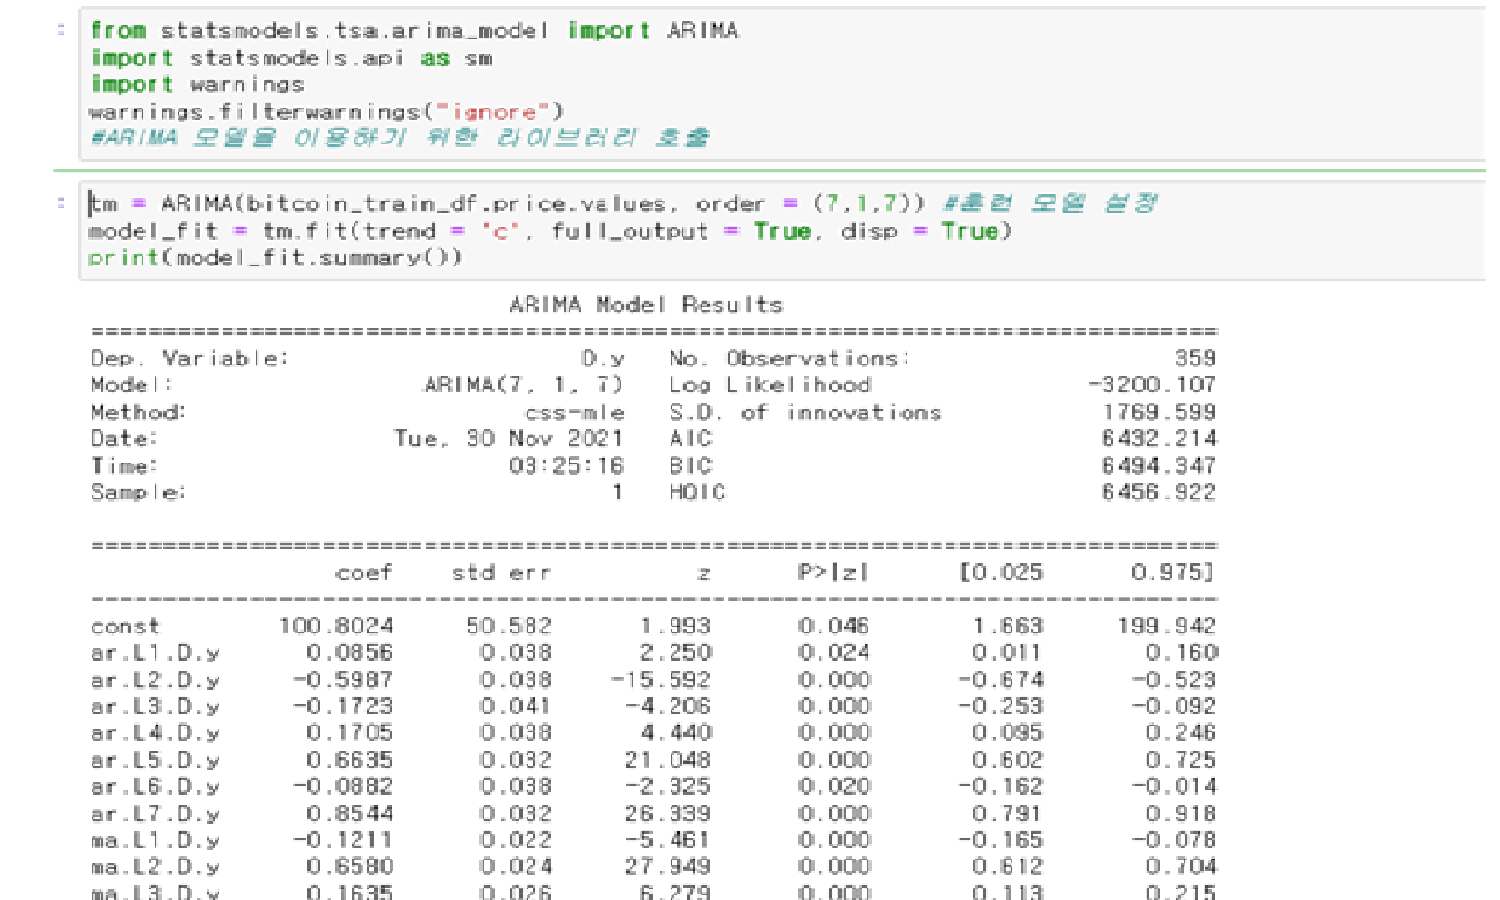 from statsmodels.tsa.arima_model import ARIMA
import statsmodels.api as sm
import warnings
warnings.filterwarnings("ignore")
#ARIMA 모델을 이용하기 위한 라이브러리 호출
tm = ARIMA(bitcoin_train_df.price.values, order = (7,1,7)) #훈련 모델 설정
model_fit = tm.fit(trend = 'c', full_output = True, disp = True)
print(model_fit.summary())
ARIMA Model Results
==============================================================================
Dep. Variable: D.y No. Observations: 359
Model: ARIMA(7, 1, 7) Log Likelihood -3200.107
Method: css-mle S.D. of innovations 1769.599
Date: Tue, 30 Nov 2021 AIC 6432.214
Time: 03:25:16 BIC 6494.347
Sample: 1 HQIC 6456.922
==============================================================================
coef std err z P>|z| [0.025 0.975]
------------------------------------------------------------------------------
const 100.8024 50.582 1.993 0.046 1.663 199.942
ar.L1.D.y 0.0856 0.038 2.250 0.024 0.011 0.160
ar.L2.D.y -0.5987 0.038 -15.592 0.000 -0.674 -0.523
ar.L3.D.y -0.1723 0.041 -4.206 0.000 -0.253 -0.092
ar.L4.D.y 0.1705 0.038 4.440 0.000 0.095 0.246
ar.L5.D.y 0.6635 0.032 21.048 0.000 0.602 0.725
ar.L6.D.y -0.0882 0.038 -2.325 0.020 -0.162 -0.014
ar.L7.D.y 0.8544 0.032 26.339 0.000 0.791 0.918
ma.L1.D.y -0.1211 0.022 -5.461 0.000 -0.165 -0.078
ma.L2.D.y 0.6580 0.024 27.949 0.000 0.612 0.704
ma.L3.D.y 0.1635 0.026 6.279 0.000 0.113 0.215